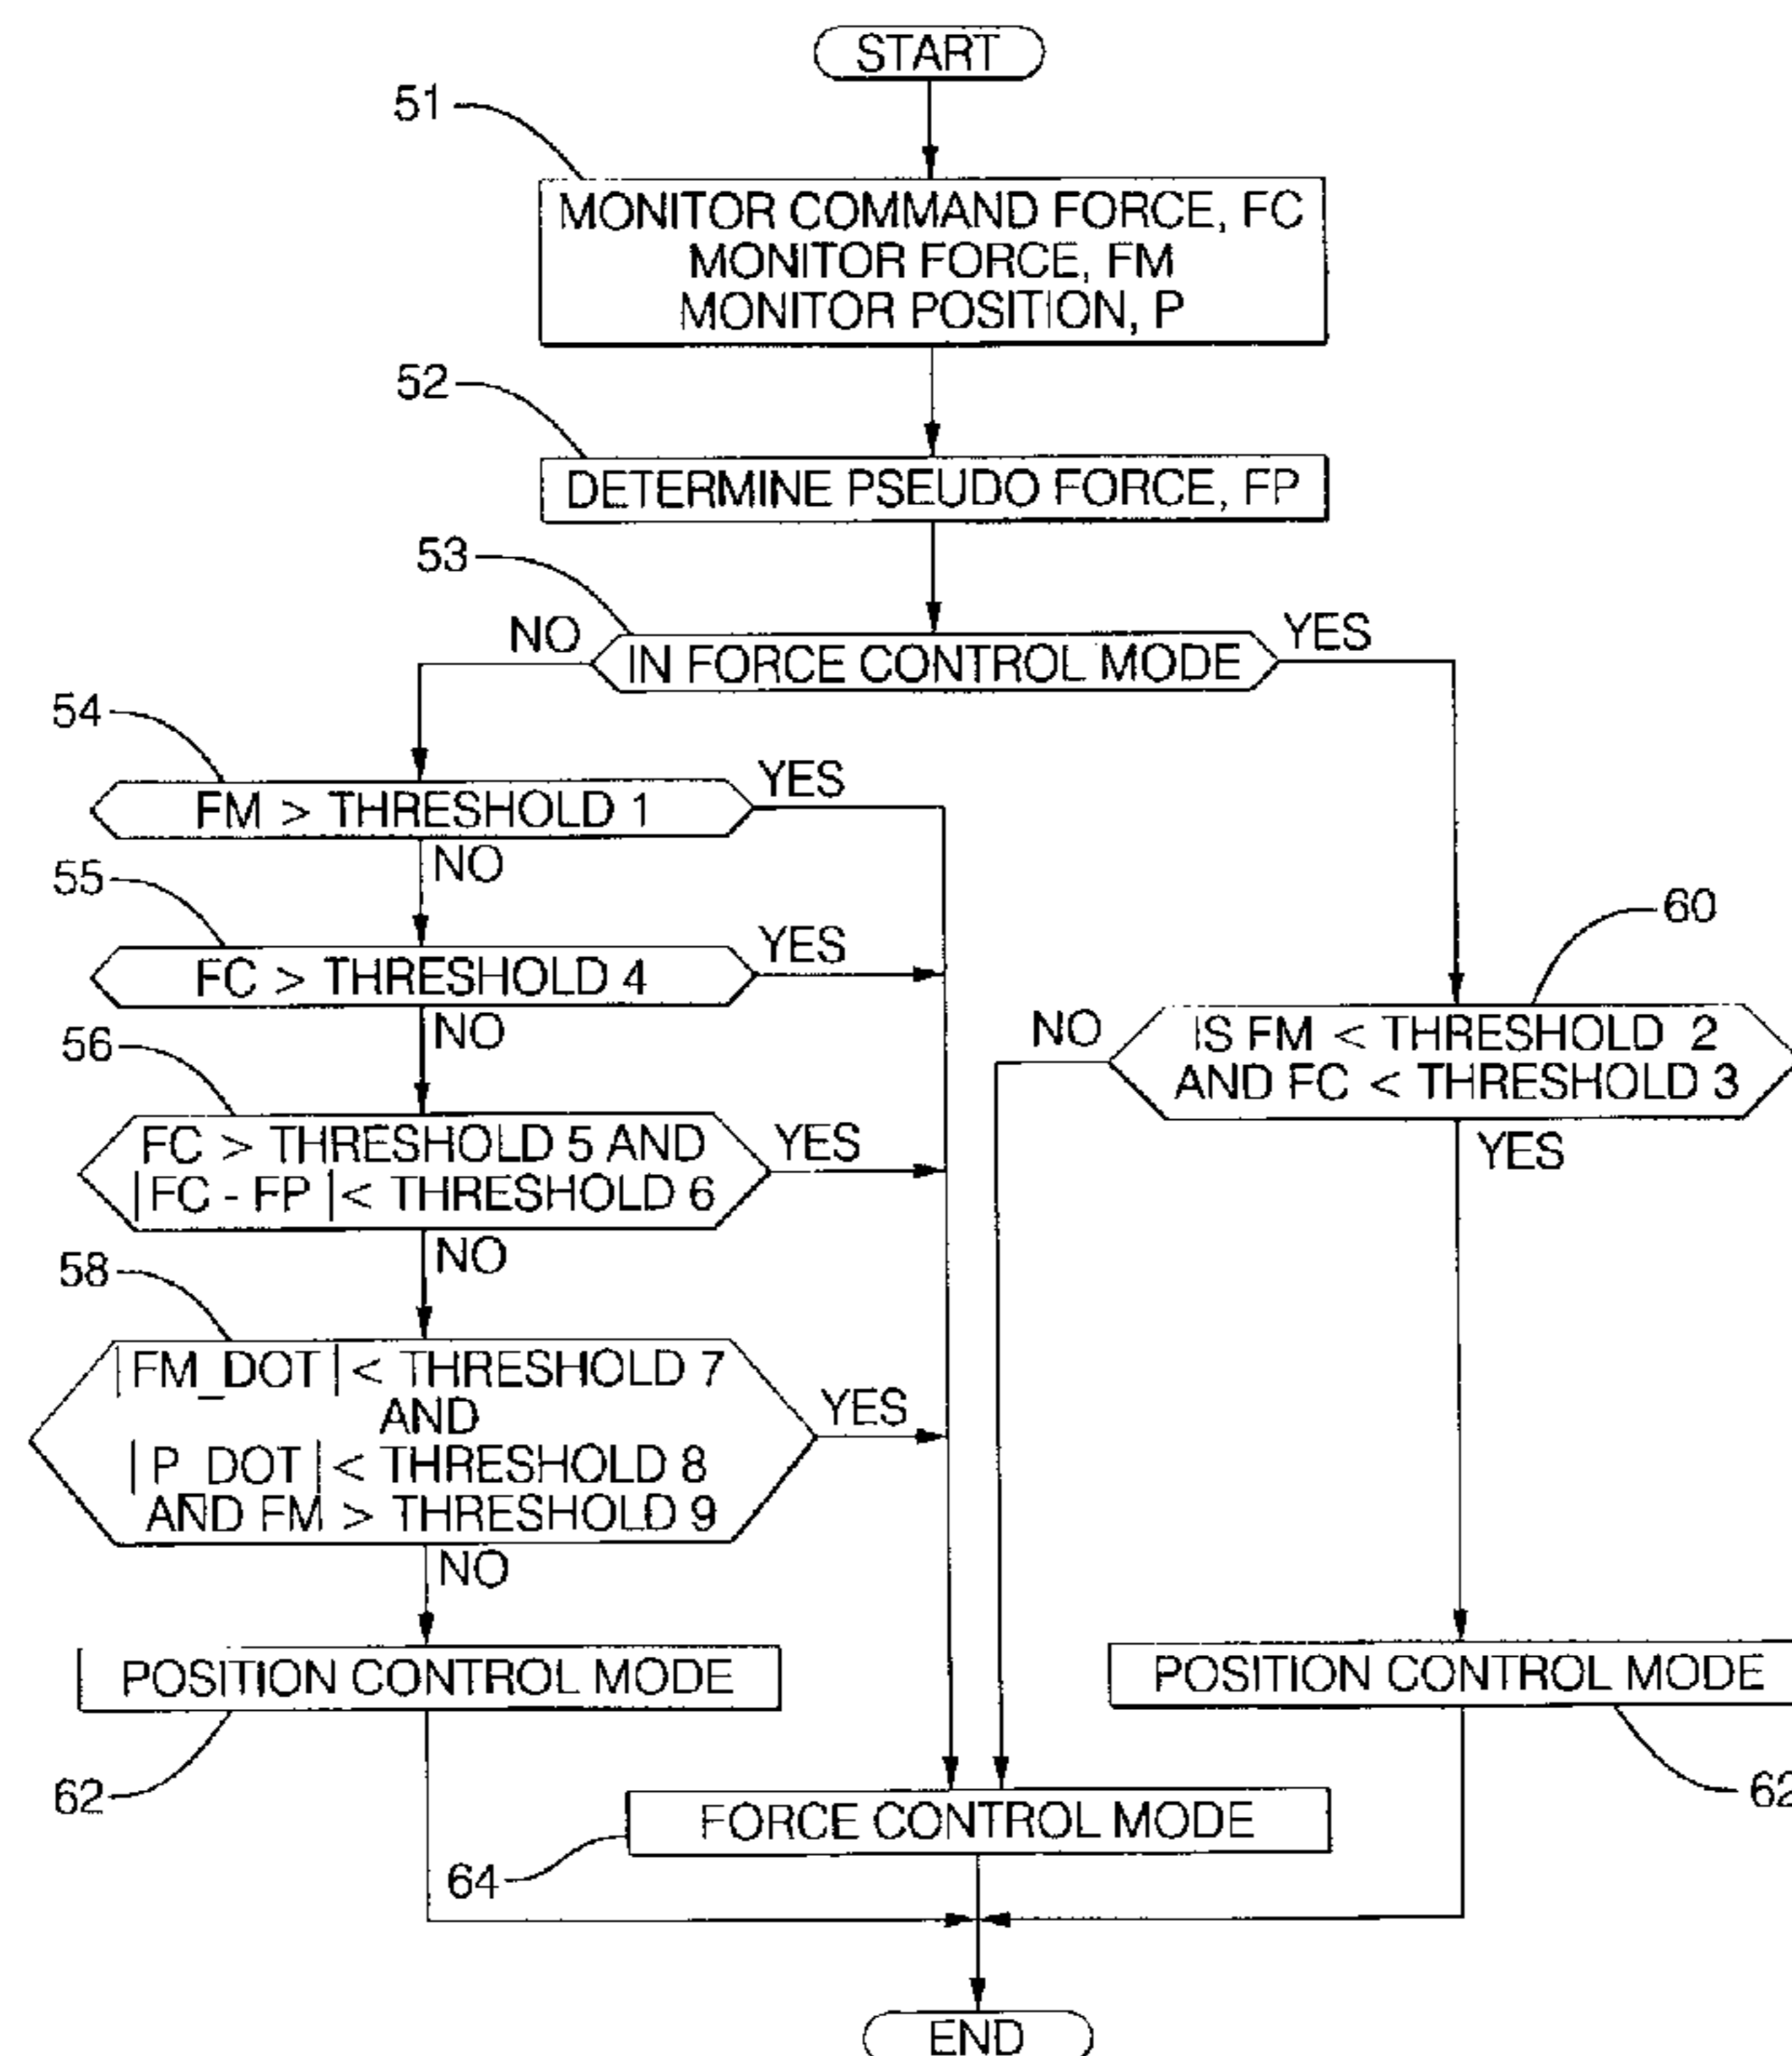 START
51
MONITOR COMMAND FORCE, FC
MONITOR FORCE, FM
MONITOR POSITION, P
52
DETERMINE PSEUDO FORCE, FP
53
NO
IN FORCE CONTROL MODE
YES
54
FM > THRESHOLD 1
YES
NO
55
FC > THRESHOLD 4
YES
NO
60
NO
IS FM < THRESHOLD 2
AND FC < THRESHOLD 3
YES
56
FC > THRESHOLD 5 AND
|FC - FP| < THRESHOLD 6
YES
NO
58
|FM_DOT| < THRESHOLD 7
AND
|P_DOT| < THRESHOLD 8
AND FM > THRESHOLD 9
YES
NO
POSITION CONTROL MODE
POSITION CONTROL MODE
62
62
FORCE CONTROL MODE
64
END